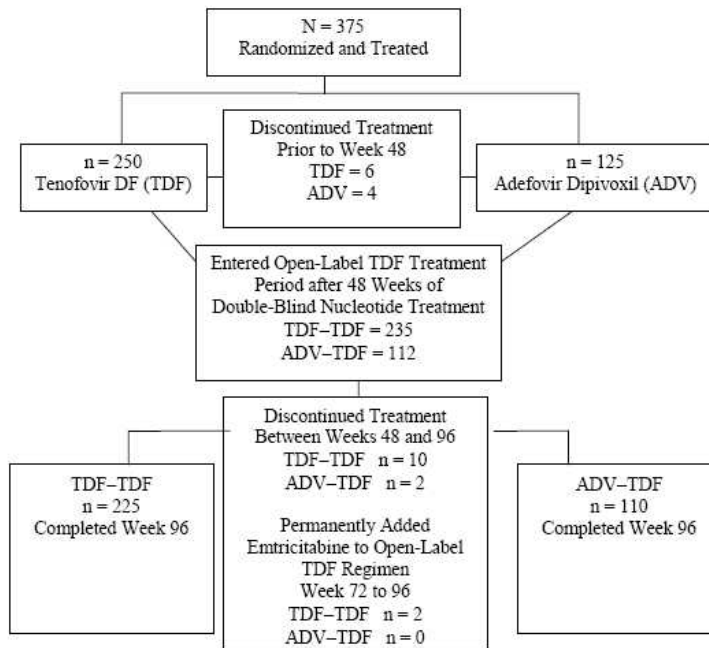 N = 375
Randomized and Treated
n = 250
Tenofovir DF (TDF)
Discontinued Treatment
Prior to Week 48
TDF = 6
ADV = 4
n = 125
Adefovir Dipivoxil (ADV)
Entered Open-Label TDF Treatment
Period after 48 Weeks of
Double-Blind Nucleotide Treatment
TDF–TDF = 235
ADV–TDF = 112
TDF–TDF
n = 225
Completed Week 96
Discontinued Treatment
Between Weeks 48 and 96
TDF–TDF n = 10
ADV–TDF n = 2
Permanently Added
Emtricitabine to Open-Label
TDF Regimen
Week 72 to 96
TDF–TDF n = 2
ADV–TDF n = 0
ADV–TDF
n = 110
Completed Week 96